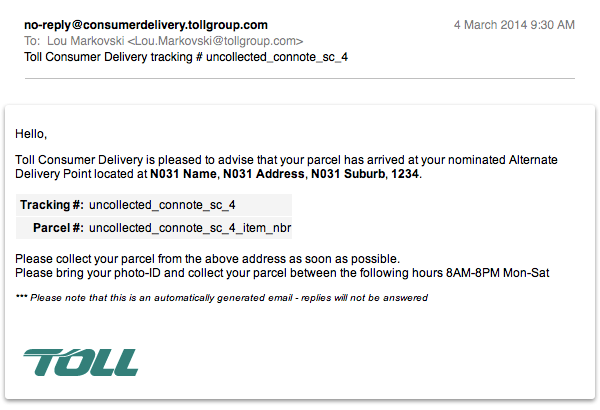 no-reply@consumerdelivery.tollgroup.com 4 March 2014 9:30 AM
To: Lou Markovski <Lou.Markovski@tollgroup.com>
Toll Consumer Delivery tracking # uncollected_connote_sc_4
Hello,
Toll Consumer Delivery is pleased to advise that your parcel has arrived at your nominated Alternate
Delivery Point located at N031 Name, N031 Address, N031 Suburb, 1234.
Tracking #: uncollected_connote_sc_4
Parcel #: uncollected_connote_sc_4_item_nbr
Please collect your parcel from the above address as soon as possible.
Please bring your photo-ID and collect your parcel between the following hours 8AM-8PM Mon-Sat
*** Please note that this is an automatically generated email - replies will not be answered
TOLL